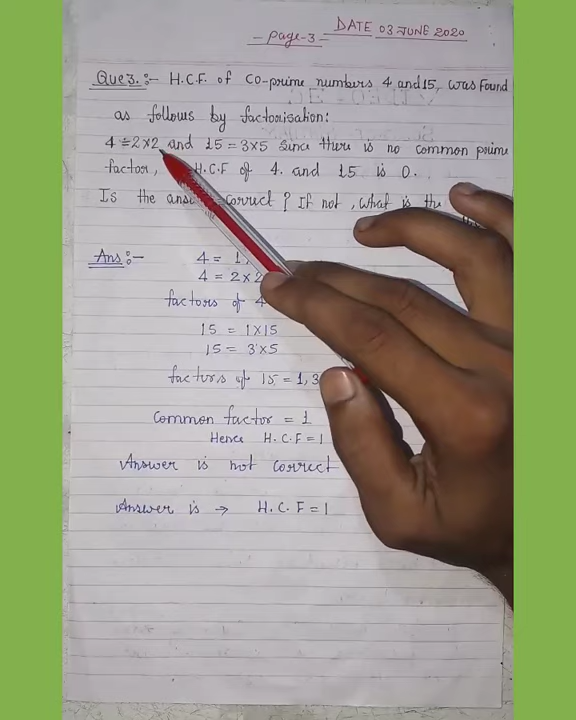 DATE 03 JUNE 2020
- page-3 -
Que 3. :- H.C.F. of Co-prime numbers 4 and 15, was found
as follows by factorisation:
4 = 2×2 and 15 = 3×5 since there is no common prime
factor, H.C.F of 4. and 15 is 0.
Is the correct ? If not, what is the
Ans :- 4 = 1
4 = 2×2
factors of 4
15 = 1×15
15 = 3×5
factors of 15 = 1, 3
Common factor = 1
Hence H.C.F = 1
Answer is not correct
Answer is → H.C.F = 1